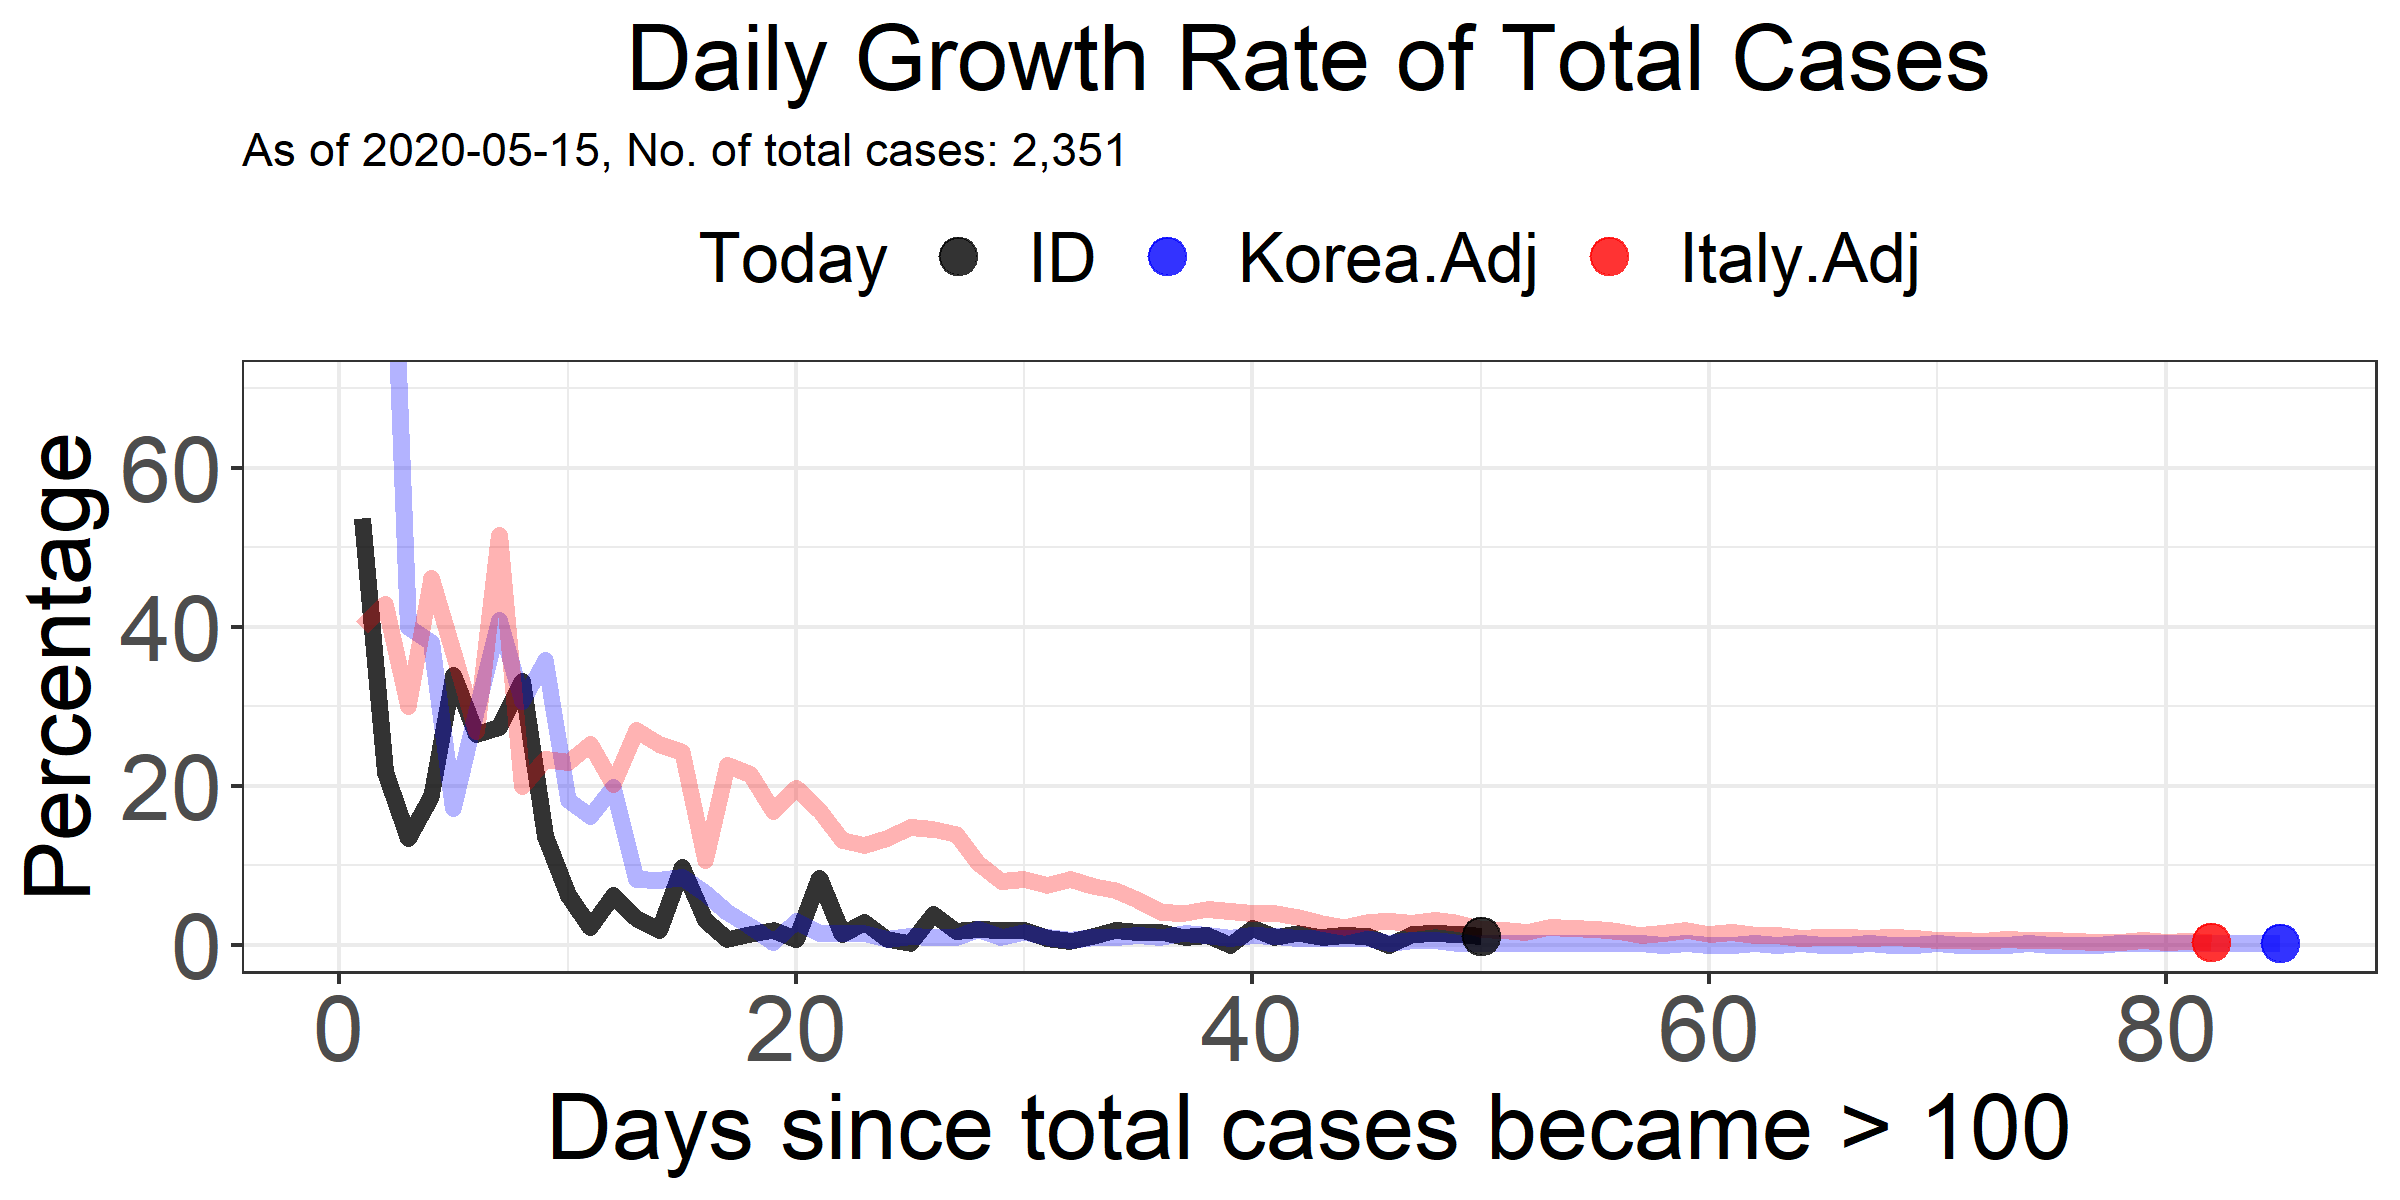 Daily Growth Rate of Total Cases
As of 2020-05-15, No. of total cases: 2,351
Today ID Korea.Adj Italy.Adj
Percentage
60
40
20
0
0 20 40 60 80
Days since total cases became > 100